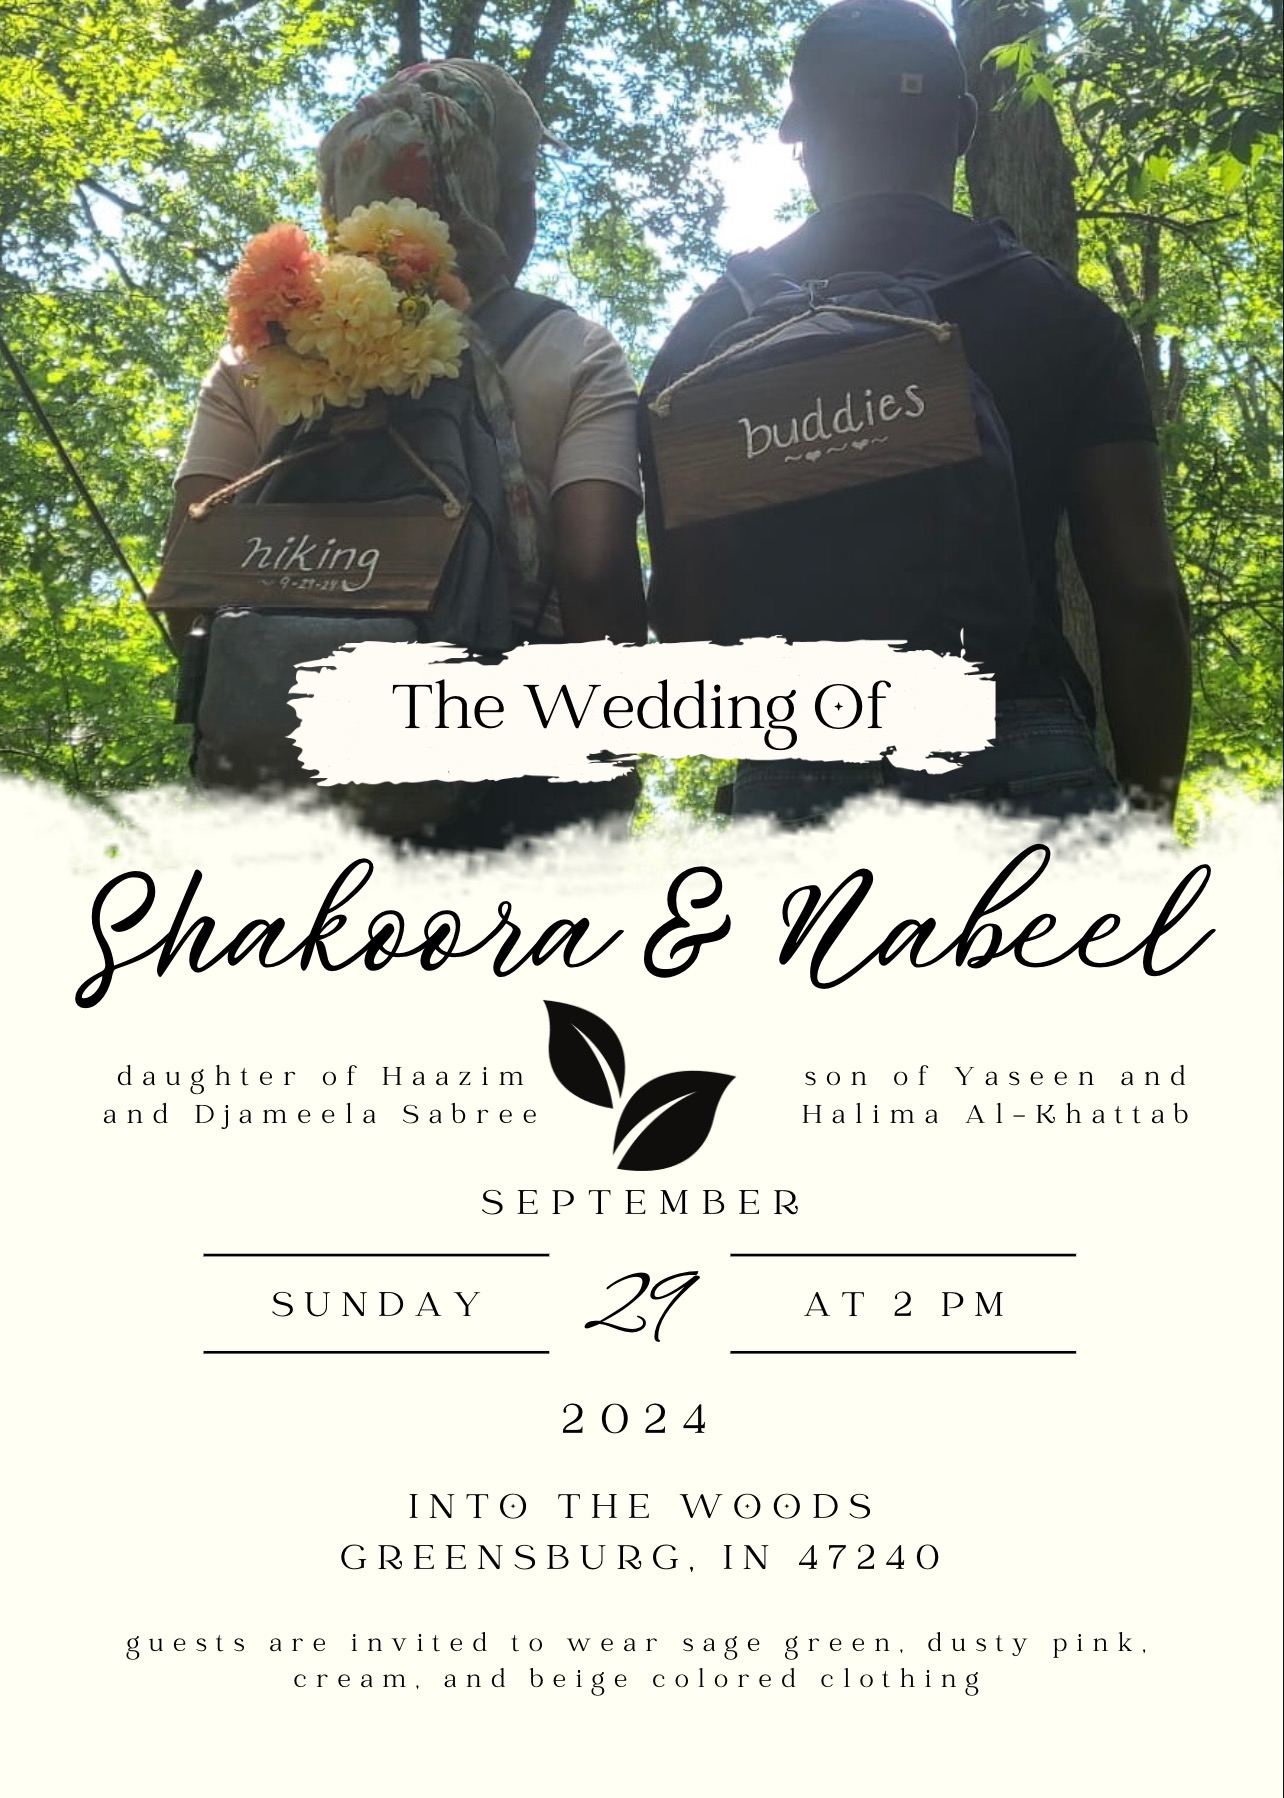 buddies
hiking
9-29-24
The Wedding Of
Shakoora & Nabeel
daughter of Haazim
and Djameela Sabree
son of Yaseen and
Halima Al-Khattab
SEPTEMBER
SUNDAY 29 AT 2 PM
2024
INTO THE WOODS
GREENSBURG, IN 47240
guests are invited to wear sage green, dusty pink,
cream, and beige colored clothing